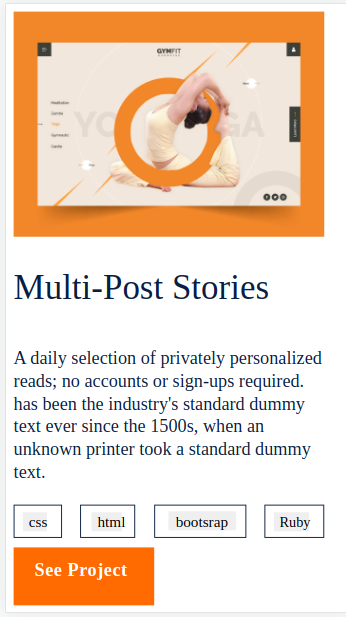 GYMFIT
Meditation
Zumba
Yoga
Gymnastic
Cardio
YOGA
Multi-Post Stories
A daily selection of privately personalized
reads; no accounts or sign-ups required.
has been the industry's standard dummy
text ever since the 1500s, when an
unknown printer took a standard dummy
text.
css
html
bootsrap
Ruby
See Project